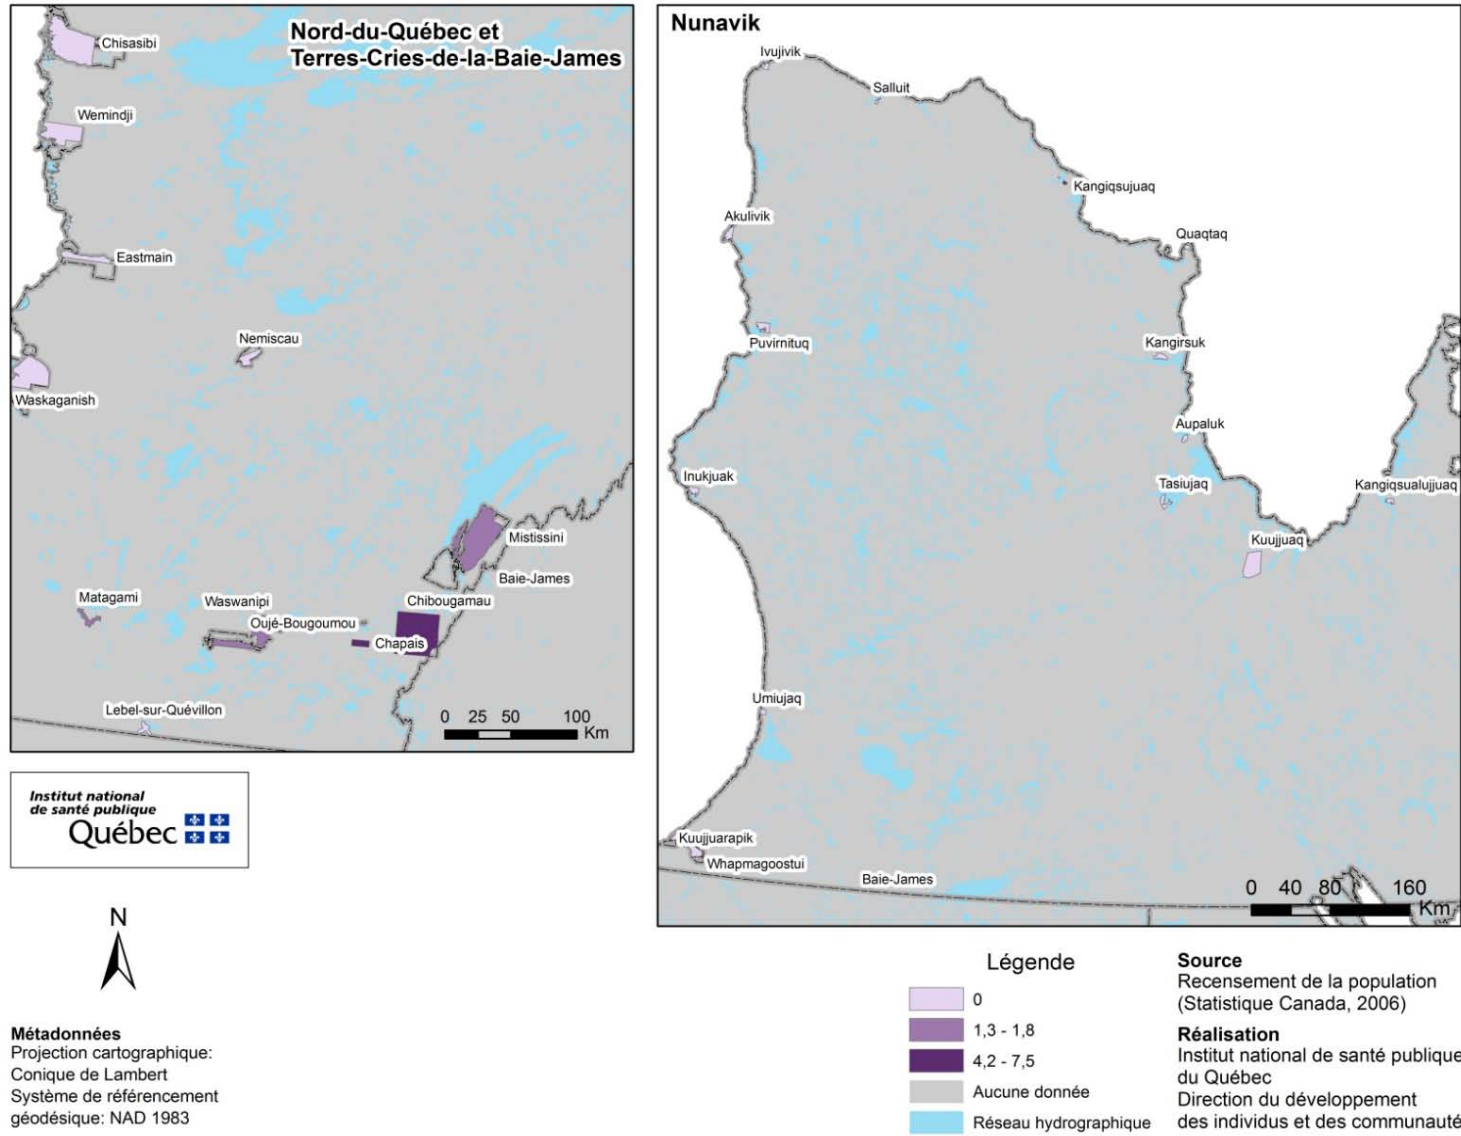 Nord-du-Québec et
Terres-Cries-de-la-Baie-James
Chisasibi
Wemindji
Eastmain
Nemiscau
Waskaganish
Mistissini
Baie-James
Matagami
Waswanipi
Chibougamau
Oujé-Bougoumou
Chapais
Lebel-sur-Quévillon
0 25 50 100
Km
Nunavik
Ivujivik
Salluit
Kangiqsujuaq
Akulivik
Quaqtaq
Puvirnituq
Kangirsuk
Aupaluk
Inukjuak
Tasiujaq
Kangiqsualujjuaq
Kuujjuaq
Umiujaq
Kuujjuarapik
Whapmagoostui
Baie-James
0 40 80 160
Km
Institut national
de santé publique
Québec
N
Métadonnées
Projection cartographique:
Conique de Lambert
Système de référencement
géodésique: NAD 1983
Légende
0
1,3 - 1,8
4,2 - 7,5
Aucune donnée
Réseau hydrographique
Source
Recensement de la population
(Statistique Canada, 2006)
Réalisation
Institut national de santé publique
du Québec
Direction du développement
des individus et des communauté